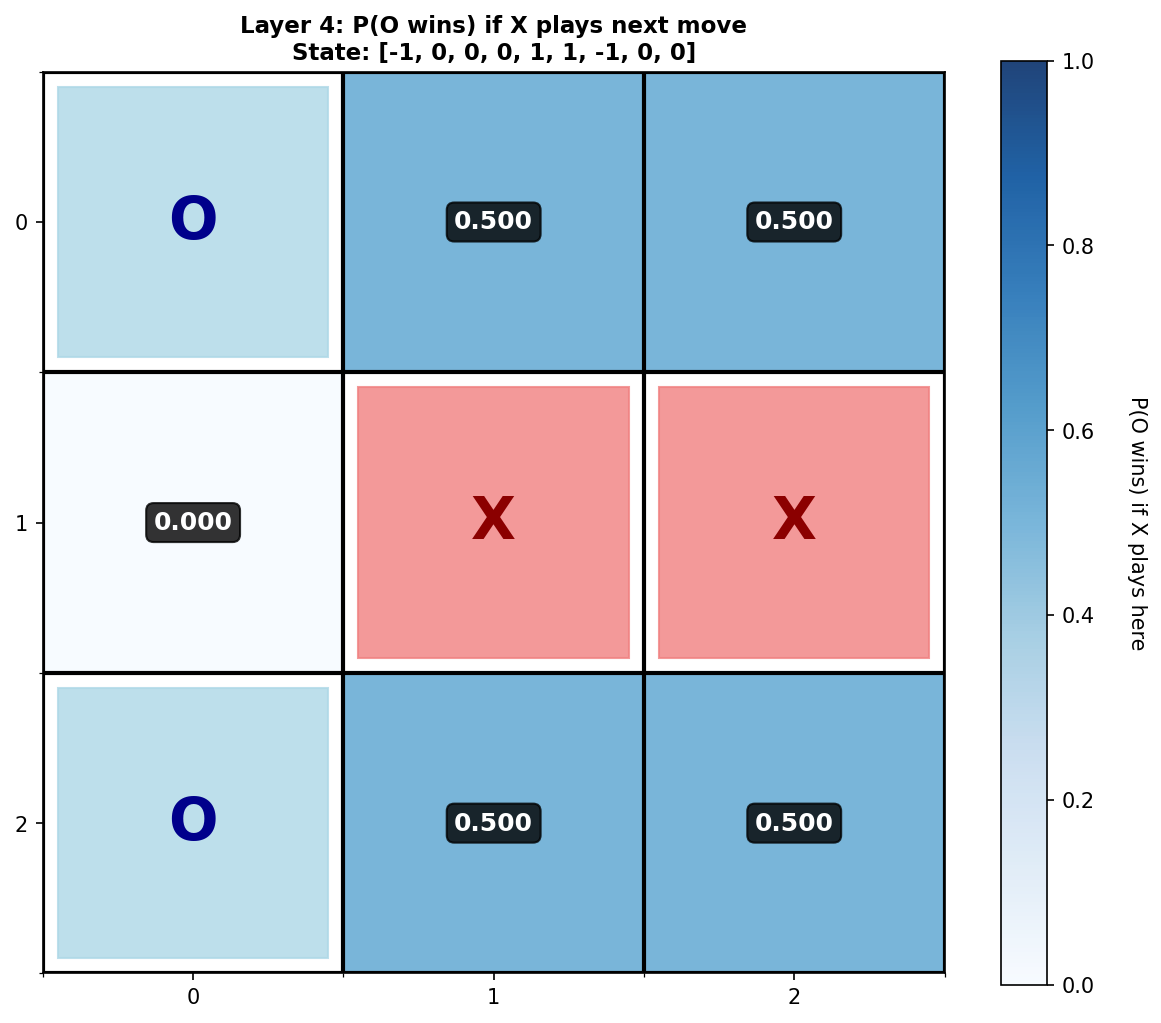 Layer 4: P(O wins) if X plays next move
State: [-1, 0, 0, 0, 1, 1, -1, 0, 0]
0
O
0.500
0.500
1
0.000
X
X
2
O
0.500
0.500
0
1
2
1.0
0.8
0.6
0.4
0.2
0.0
P(O wins) if X plays here